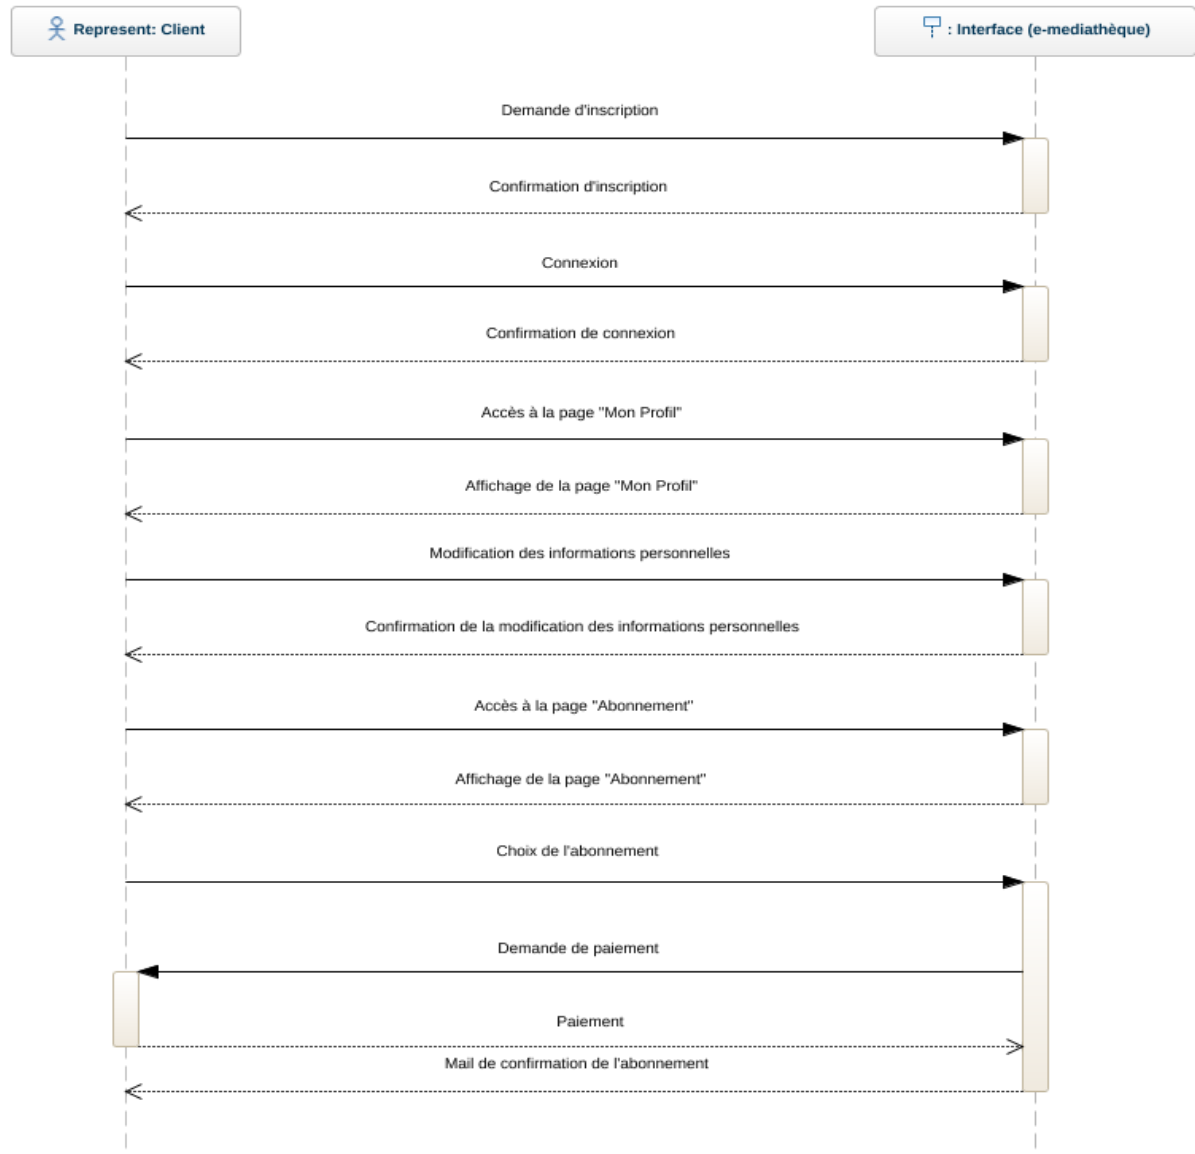 Represent: Client
: Interface (e-mediathèque)
Demande d'inscription
Confirmation d'inscription
Connexion
Confirmation de connexion
Accès à la page "Mon Profil"
Affichage de la page "Mon Profil"
Modification des informations personnelles
Confirmation de la modification des informations personnelles
Accès à la page "Abonnement"
Affichage de la page "Abonnement"
Choix de l'abonnement
Demande de paiement
Paiement
Mail de confirmation de l'abonnement